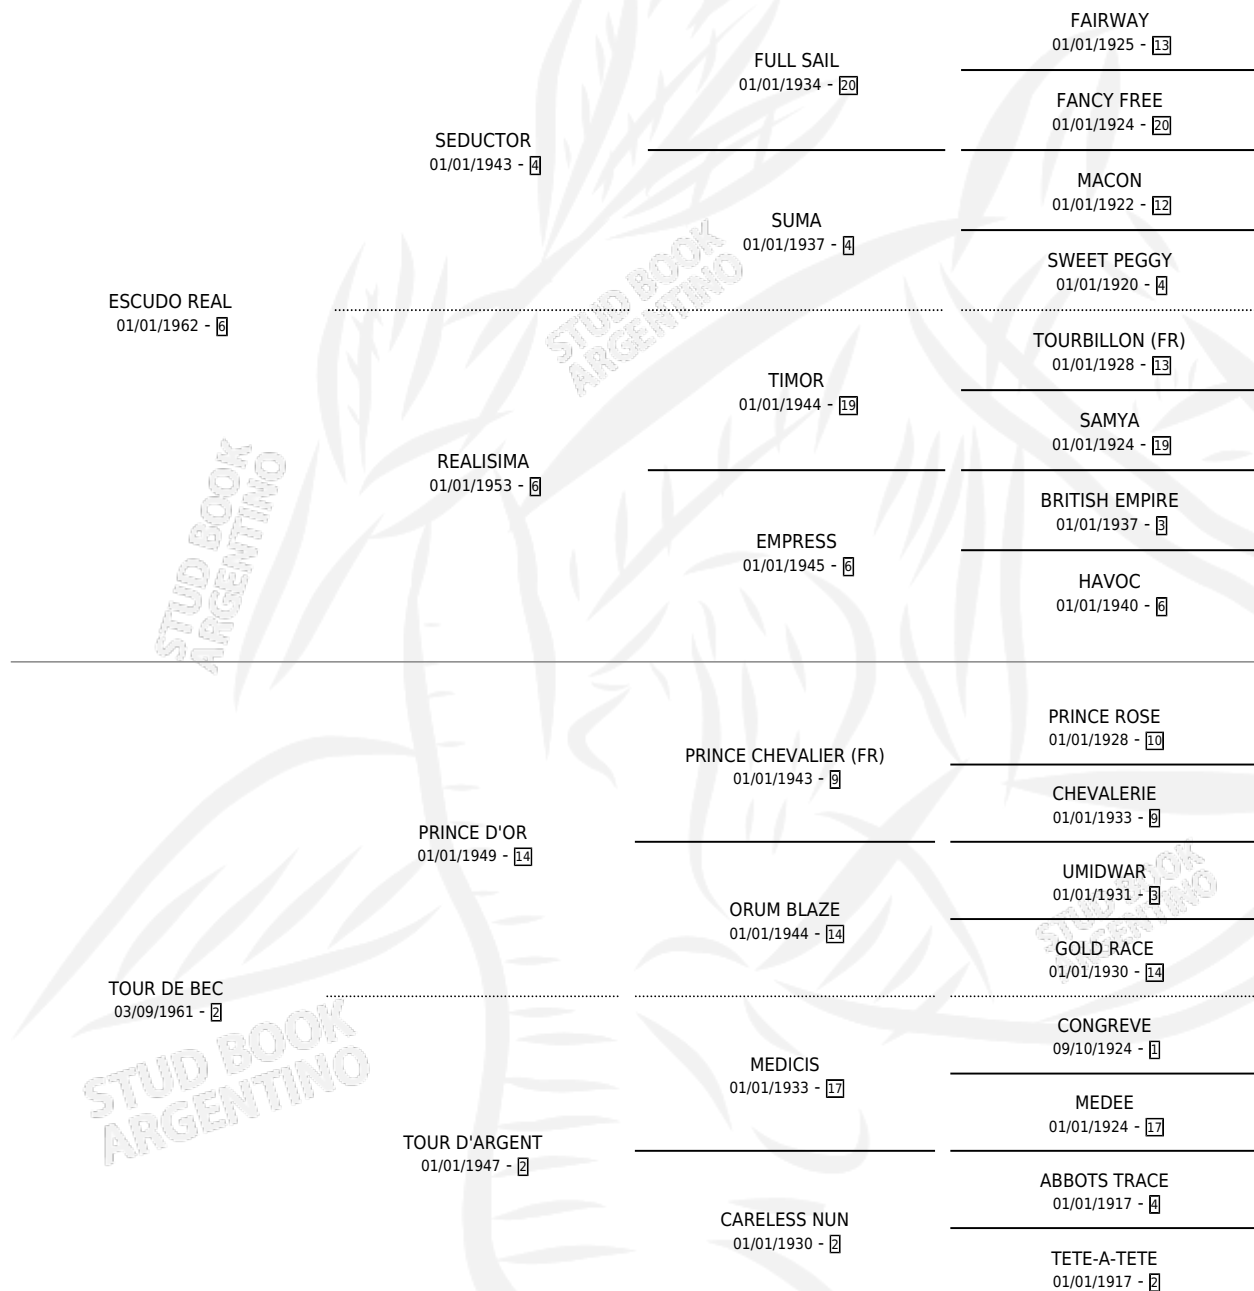 FAIRWAY
01/01/1925 - 13
FULL SAIL
01/01/1934 - 20
FANCY FREE
01/01/1924 - 20
SEDUCTOR
01/01/1943 - 4
MACON
01/01/1922 - 12
SUMA
01/01/1937 - 4
SWEET PEGGY
01/01/1920 - 4
ESCUDO REAL
01/01/1962 - 6
STUD BOOK
ARGENTINO
TOURBILLON (FR)
01/01/1928 - 13
TIMOR
01/01/1944 - 19
SAMYA
01/01/1924 - 19
REALISIMA
01/01/1953 - 6
BRITISH EMPIRE
01/01/1937 - 3
EMPRESS
01/01/1945 - 6
HAVOC
01/01/1940 - 6
STUD BOOK
ARGENTINO
PRINCE ROSE
01/01/1928 - 10
PRINCE CHEVALIER (FR)
01/01/1943 - 9
CHEVALERIE
01/01/1933 - 9
PRINCE D'OR
01/01/1949 - 14
UMIDWAR
01/01/1931 - 3
ORUM BLAZE
01/01/1944 - 14
GOLD RACE
01/01/1930 - 14
STUD BOOK
ARGENTINO
TOUR DE BEC
03/09/1961 - 2
STUD BOOK
ARGENTINO
CONGREVE
09/10/1924 - 1
MEDICIS
01/01/1933 - 17
MEDEE
01/01/1924 - 17
TOUR D'ARGENT
01/01/1947 - 2
ABBOTS TRACE
01/01/1917 - 4
CARELESS NUN
01/01/1930 - 2
TETE-A-TETE
01/01/1917 - 2